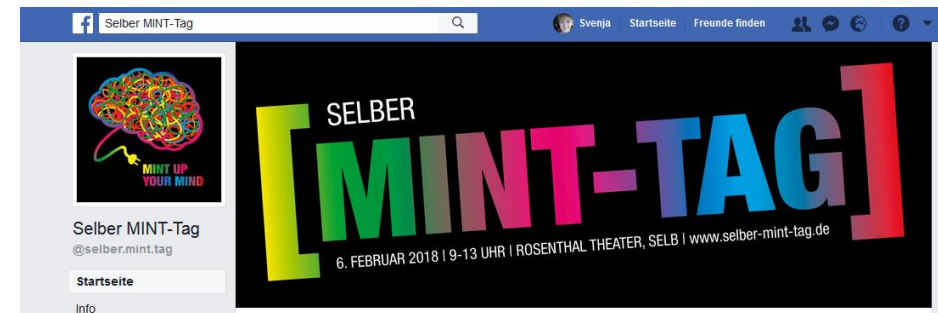 Selber MINT-Tag
Svenja
Startseite
Freunde finden
MINT UP
YOUR MIND
Selber MINT-Tag
@selber.mint.tag
Startseite
Info
SELBER
[MINT-TAG]
6. FEBRUAR 2018 I 9-13 UHR I ROSENTHAL THEATER, SELB I www.selber-mint-tag.de